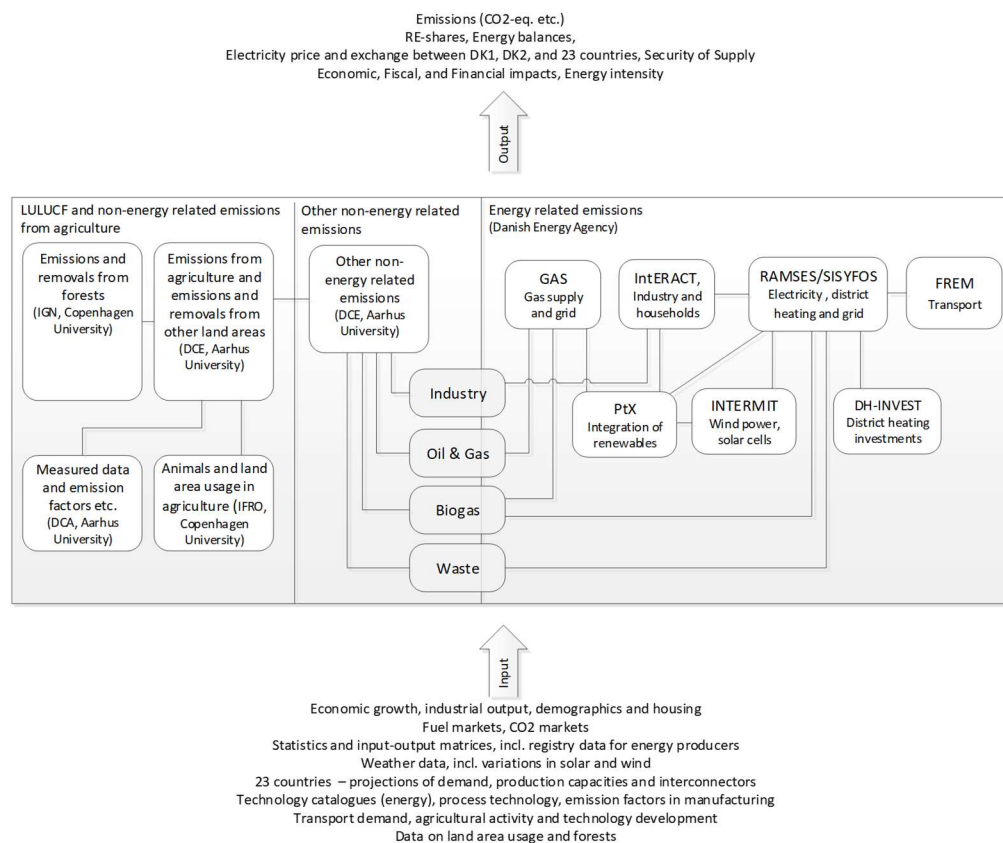 Emissions (CO2-eq. etc.)
RE-shares, Energy balances,
Electricity price and exchange between DK1, DK2, and 23 countries, Security of Supply
Economic, Fiscal, and Financial impacts, Energy intensity
Output
LULUCF and non-energy related emissions
from agriculture
Emissions and
removals from
forests
(IGN, Copenhagen
University)
Emissions from
agriculture and
emissions and
removals from
other land areas
(DCE, Aarhus
University)
Measured data
and emission
factors etc.
(DCA, Aarhus
University)
Animals and land
area usage in
agriculture (IFRO,
Copenhagen
University)
Other non-energy related
emissions
Other non-
energy related
emissions
(DCE, Aarhus
University)
Industry
Oil & Gas
Biogas
Waste
Energy related emissions
(Danish Energy Agency)
GAS
Gas supply
and grid
IntERACT,
Industry and
households
RAMSES/SISYFOS
Electricity , district
heating and grid
FREM
Transport
PtX
Integration of
renewables
INTERMIT
Wind power,
solar cells
DH-INVEST
District heating
investments
Input
Economic growth, industrial output, demographics and housing
Fuel markets, CO2 markets
Statistics and input-output matrices, incl. registry data for energy producers
Weather data, incl. variations in solar and wind
23 countries – projections of demand, production capacities and interconnectors
Technology catalogues (energy), process technology, emission factors in manufacturing
Transport demand, agricultural activity and technology development
Data on land area usage and forests